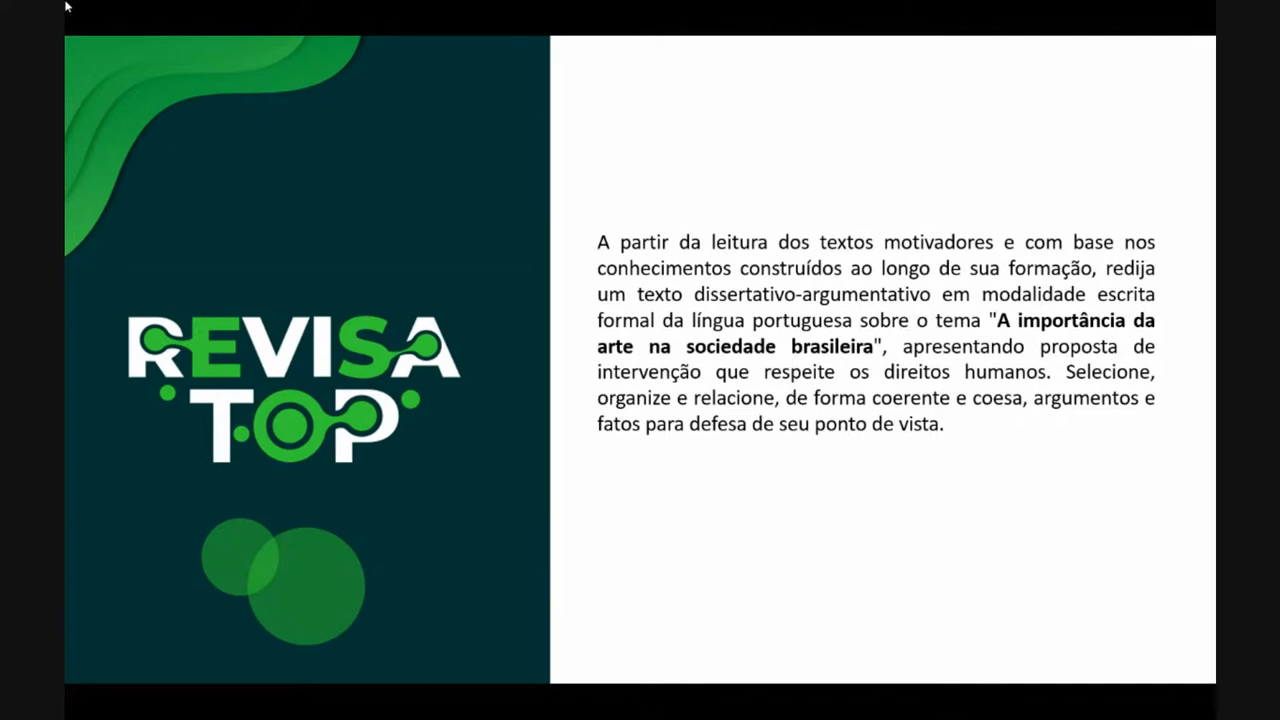 REVISA
TOP
A partir da leitura dos textos motivadores e com base nos
conhecimentos construídos ao longo de sua formação, redija
um texto dissertativo-argumentativo em modalidade escrita
formal da língua portuguesa sobre o tema "A importância da
arte na sociedade brasileira", apresentando proposta de
intervenção que respeite os direitos humanos. Selecione,
organize e relacione, de forma coerente e coesa, argumentos e
fatos para defesa de seu ponto de vista.